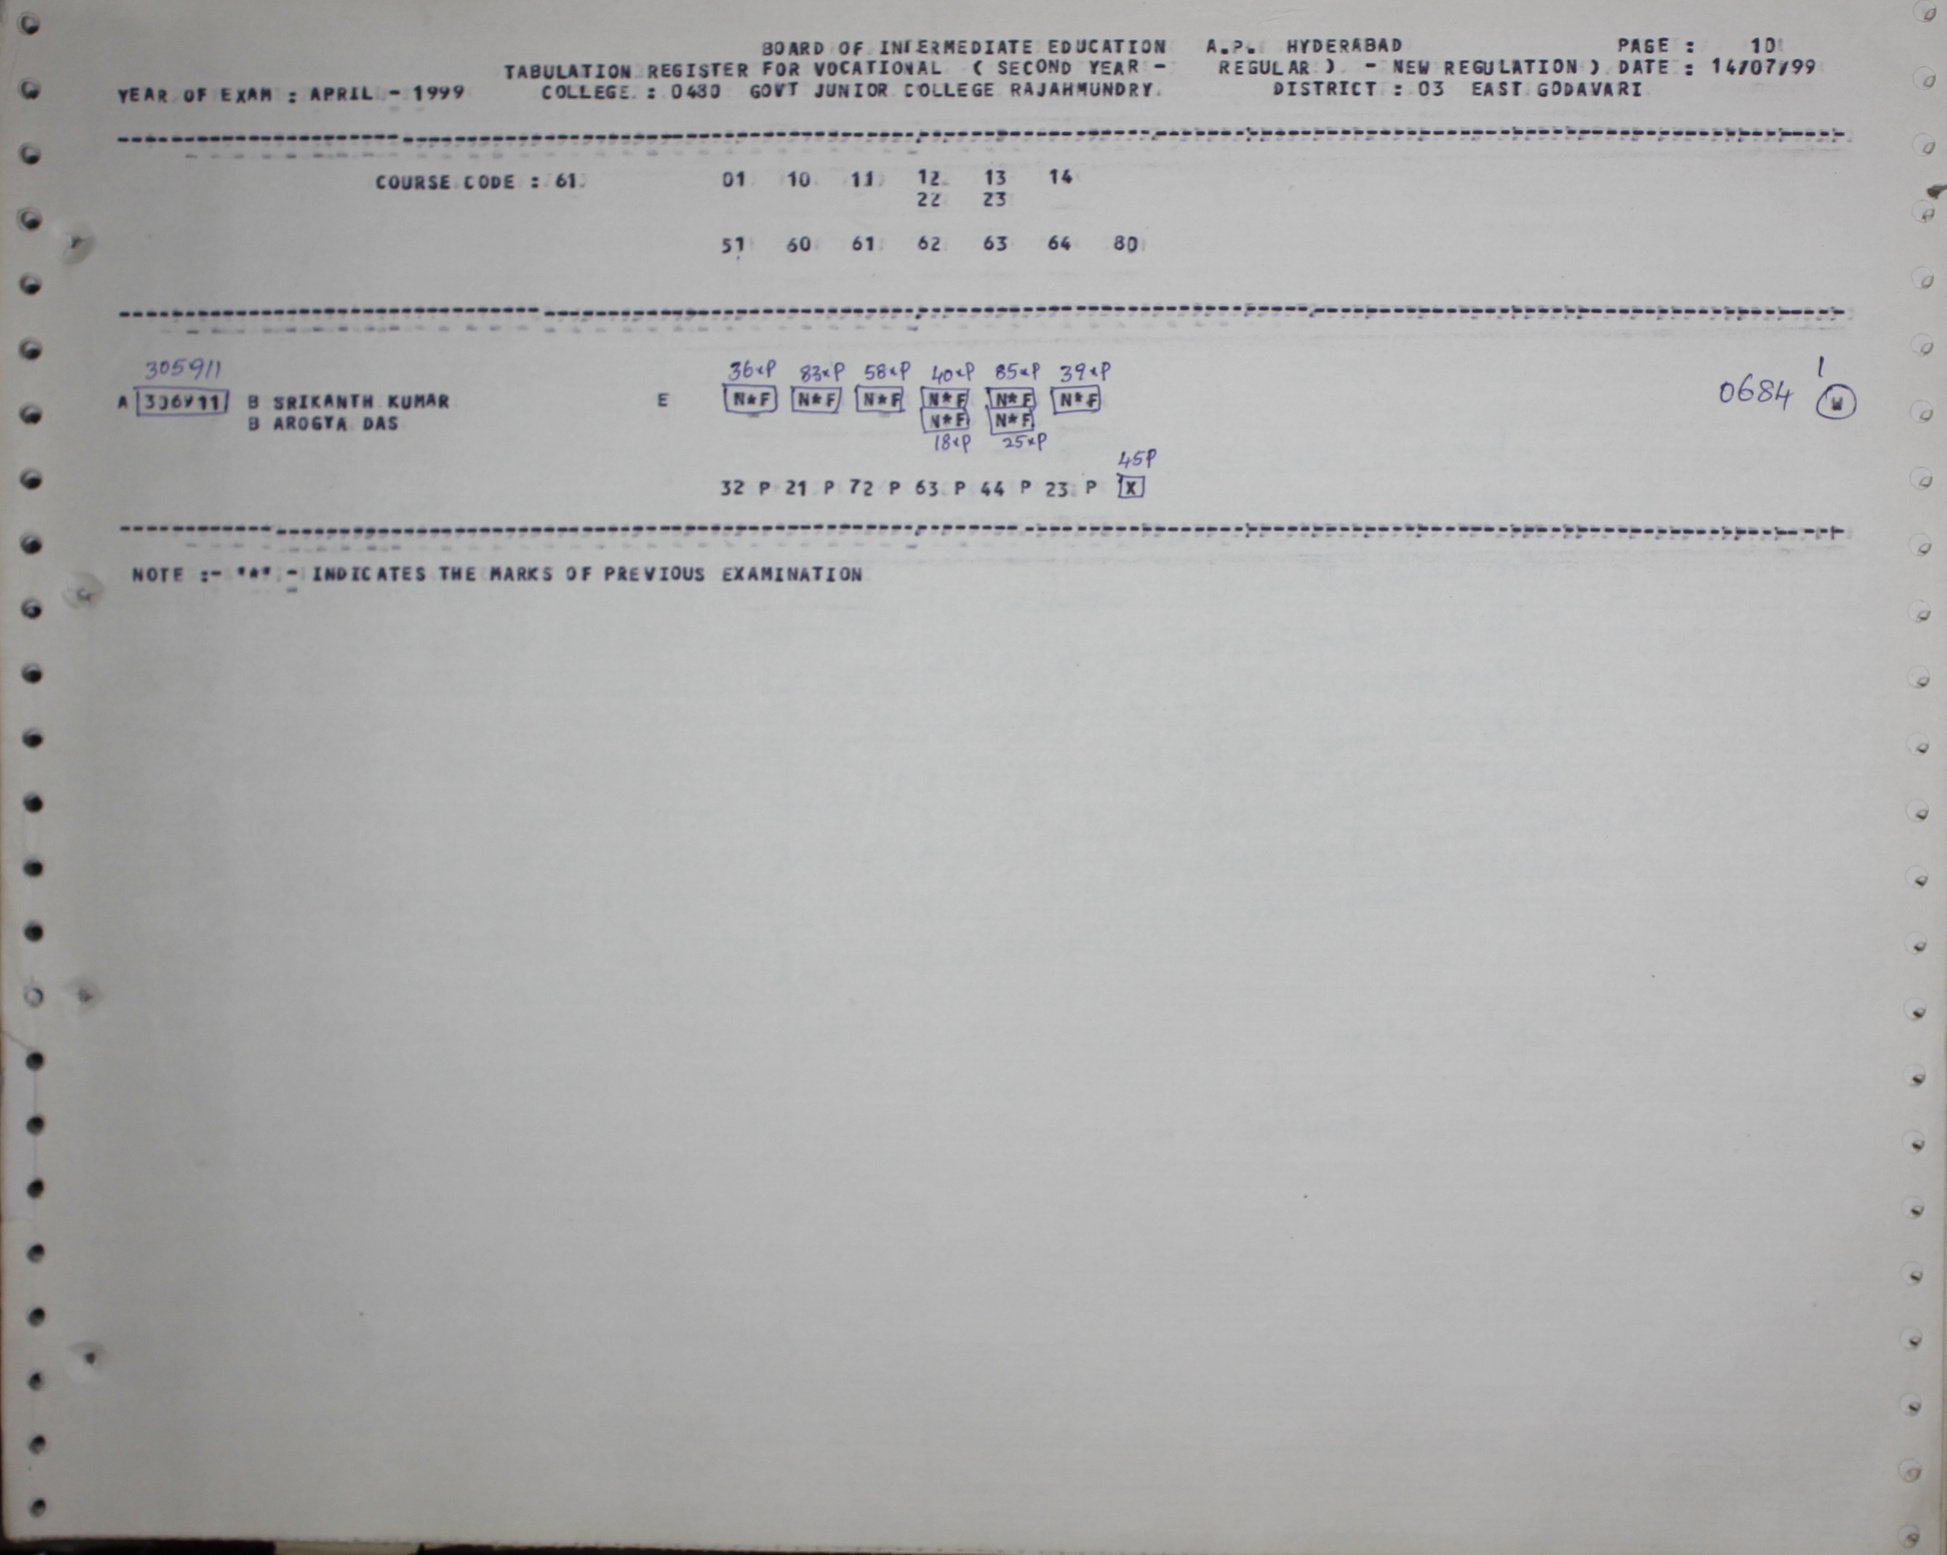 BOARD OF INTERMEDIATE EDUCATION A.P. HYDERABAD PAGE : 10
TABULATION REGISTER FOR VOCATIONAL ( SECOND YEAR - REGULAR ) - NEW REGULATION ) DATE : 14/07/99
YEAR OF EXAM : APRIL - 1999 COLLEGE : 0480 GOVT JUNIOR COLLEGE RAJAHMUNDRY. DISTRICT : 03 EAST GODAVARI
COURSE CODE : 61. 01 10 11 12 13 14
22 23
51 60 61 62 63 64 80
305911 36*P 83*P 58*P 40*P 85*P 39*P 1
A B SRIKANTH KUMAR E N*F N*F N*F N*F N*F N*F 0684 W
B AROGYA DAS N*F N*F
18*P 25*P
45P
32 P 21 P 72 P 63 P 44 P 23 P X
NOTE :- "*" - INDICATES THE MARKS OF PREVIOUS EXAMINATION